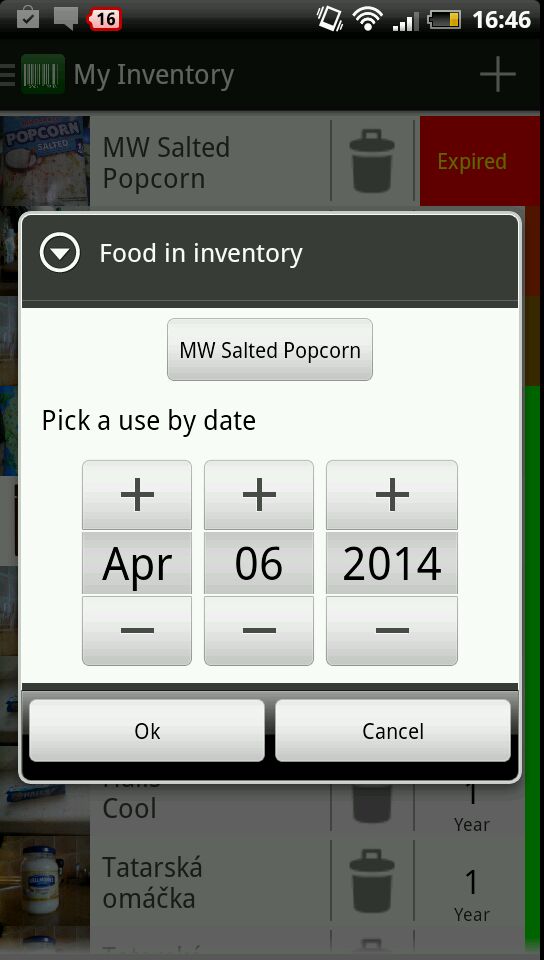 16
16:46
My Inventory
POPCORN
SALTED
MW Salted
Popcorn
Expired
Food in inventory
MW Salted Popcorn
Pick a use by date
Apr 06 2014
Ok
Cancel
Halls
Cool
1
Year
Tatarská
omáčka
1
Year
Tatarská